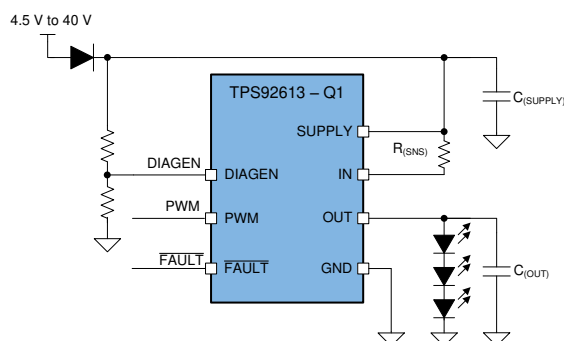 4.5 V to 40 V
TPS92613 – Q1
SUPPLY
C(SUPPLY)
R(SNS)
DIAGEN
DIAGEN
IN
PWM
PWM
OUT
FAULT
FAULT
GND
C(OUT)